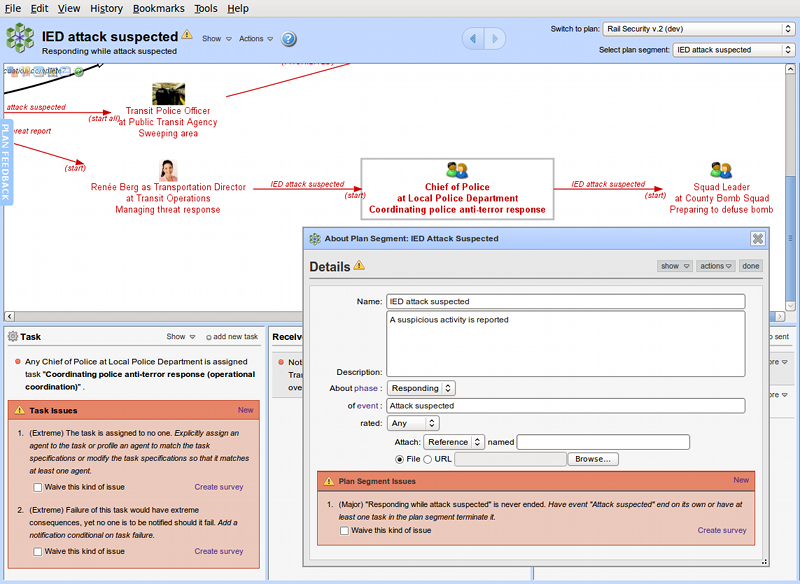 File Edit View History Bookmarks Tools Help
IED attack suspected
Show Actions ?
Responding while attack suspected
Switch to plan: Rail Security v.2 (dev)
Select plan segment: IED attack suspected
attack suspected
(start all)
Transit Police Officer
at Public Transit Agency
Sweeping area
PLAN FEEDBACK
reat report
(start)
Renée Berg as Transportation Director
at Transit Operations
Managing threat response
IED attack suspected
(start)
Chief of Police
at Local Police Department
Coordinating police anti-terror response
IED attack suspected
(start)
Squad Leader
at County Bomb Squad
Preparing to defuse bomb
Task
Show add new task
Any Chief of Police at Local Police Department is assigned
task "Coordinating police anti-terror response (operational
coordination)" .
Task Issues New
1. (Extreme) The task is assigned to no one. Explicitly assign an
agent to the task or profile an agent to match the task
specifications or modify the task specifications so that it matches
at least one agent.
Waive this kind of issue Create survey
2. (Extreme) Failure of this task would have extreme
consequences, yet no one is to be notified should it fail. Add a
notification conditional on task failure.
Waive this kind of issue Create survey
Receive
Not
Tran
over
sent
ore
ore
About Plan Segment: IED Attack Suspected
Details
show actions done
Name: IED attack suspected
A suspicious activity is reported
Description:
About phase : Responding
of event : Attack suspected
rated: Any
Attach: Reference named
File URL Browse...
Plan Segment Issues New
1. (Major) "Responding while attack suspected" is never ended. Have event "Attack suspected" end on its own or have at
least one task in the plan segment terminate it.
Waive this kind of issue Create survey